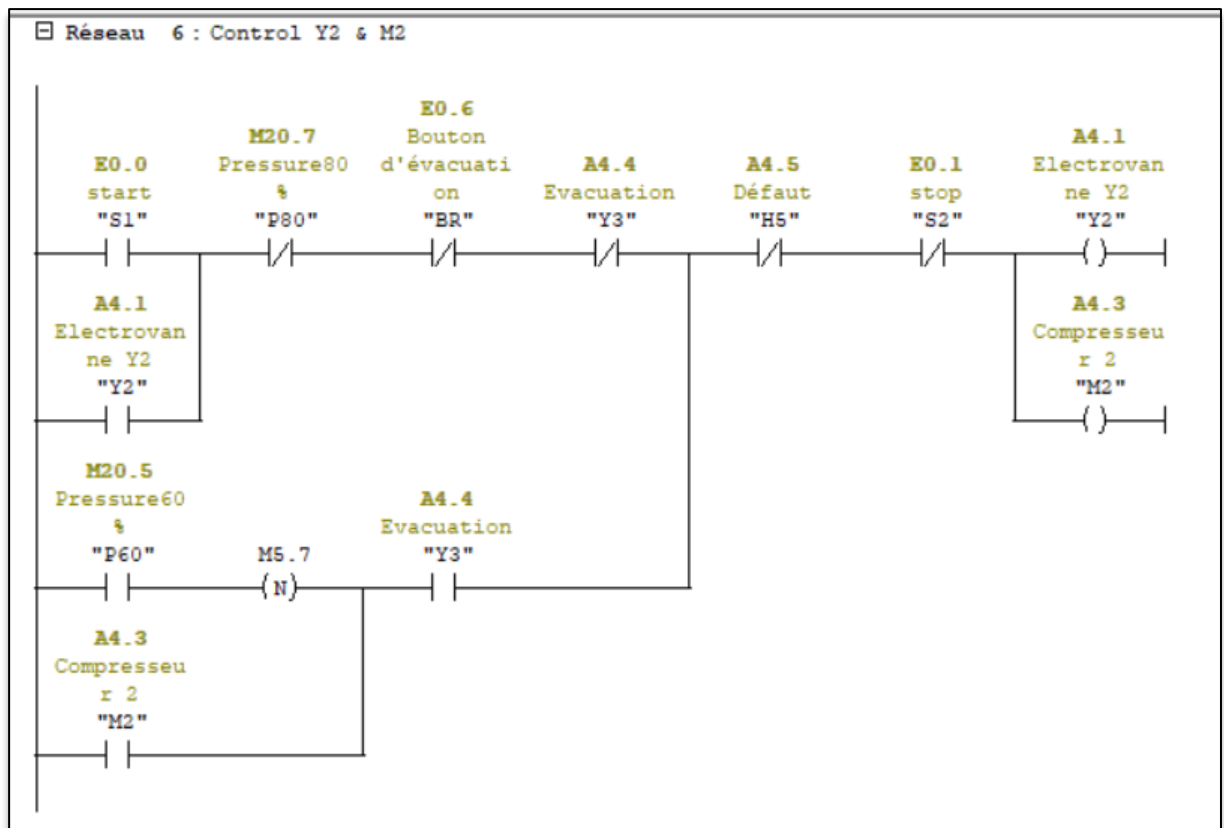 Réseau 6 : Control Y2 & M2
E0.0
start
"S1"
M20.7
Pressure80
%
"P80"
E0.6
Bouton
d'évacuati
on
"BR"
A4.4
Evacuation
"Y3"
A4.5
Défaut
"H5"
E0.1
stop
"S2"
A4.1
Electrovan
ne Y2
"Y2"
A4.1
Electrovan
ne Y2
"Y2"
A4.3
Compresseu
r 2
"M2"
M20.5
Pressure60
%
"P60"
M5.7
N
A4.4
Evacuation
"Y3"
A4.3
Compresseu
r 2
"M2"